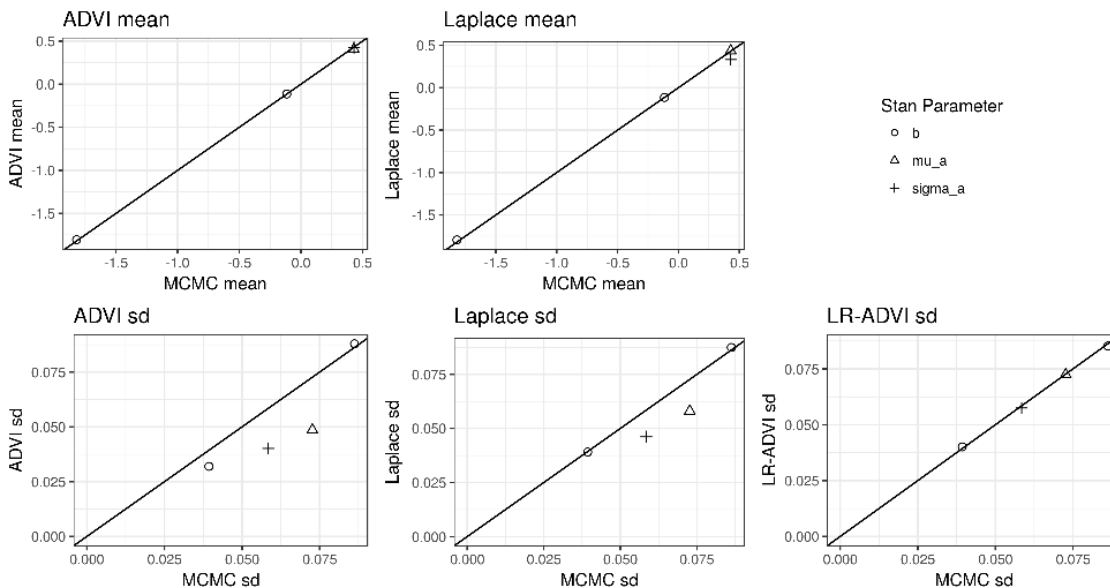 ADVI mean
0.5
0.0
-0.5
-1.0
-1.5
ADVI mean
-1.5 -1.0 -0.5 0.0 0.5
MCMC mean
Laplace mean
0.5
0.0
-0.5
-1.0
-1.5
Laplace mean
-1.5 -1.0 -0.5 0.0 0.5
MCMC mean
Stan Parameter
b
mu_a
sigma_a
ADVI sd
0.075
0.050
0.025
0.000
ADVI sd
0.000 0.025 0.050 0.075
MCMC sd
Laplace sd
0.075
0.050
0.025
0.000
Laplace sd
0.000 0.025 0.050 0.075
MCMC sd
LR-ADVI sd
0.075
0.050
0.025
0.000
LR-ADVI sd
0.000 0.025 0.050 0.075
MCMC sd